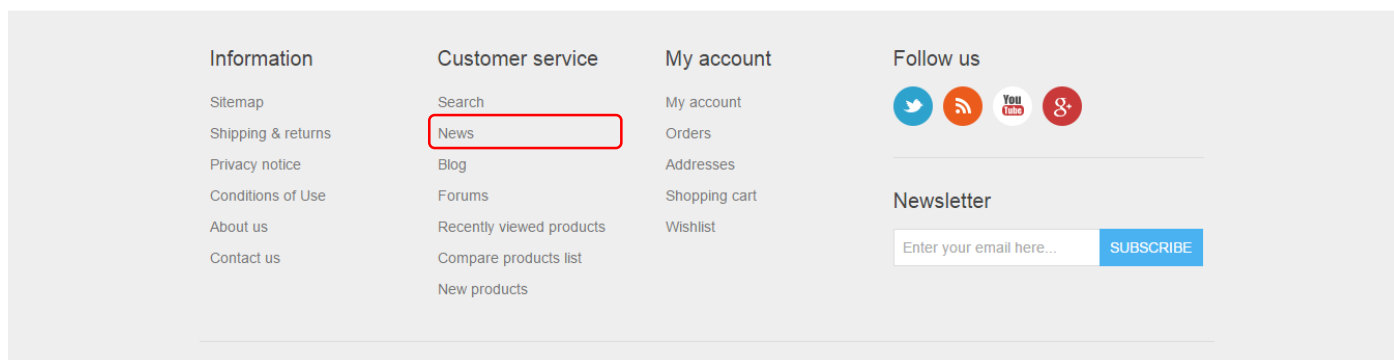 Information
Sitemap
Shipping & returns
Privacy notice
Conditions of Use
About us
Contact us
Customer service
Search
News
Blog
Forums
Recently viewed products
Compare products list
New products
My account
My account
Orders
Addresses
Shopping cart
Wishlist
Follow us
You
Tube
g+
Newsletter
Enter your email here...
SUBSCRIBE